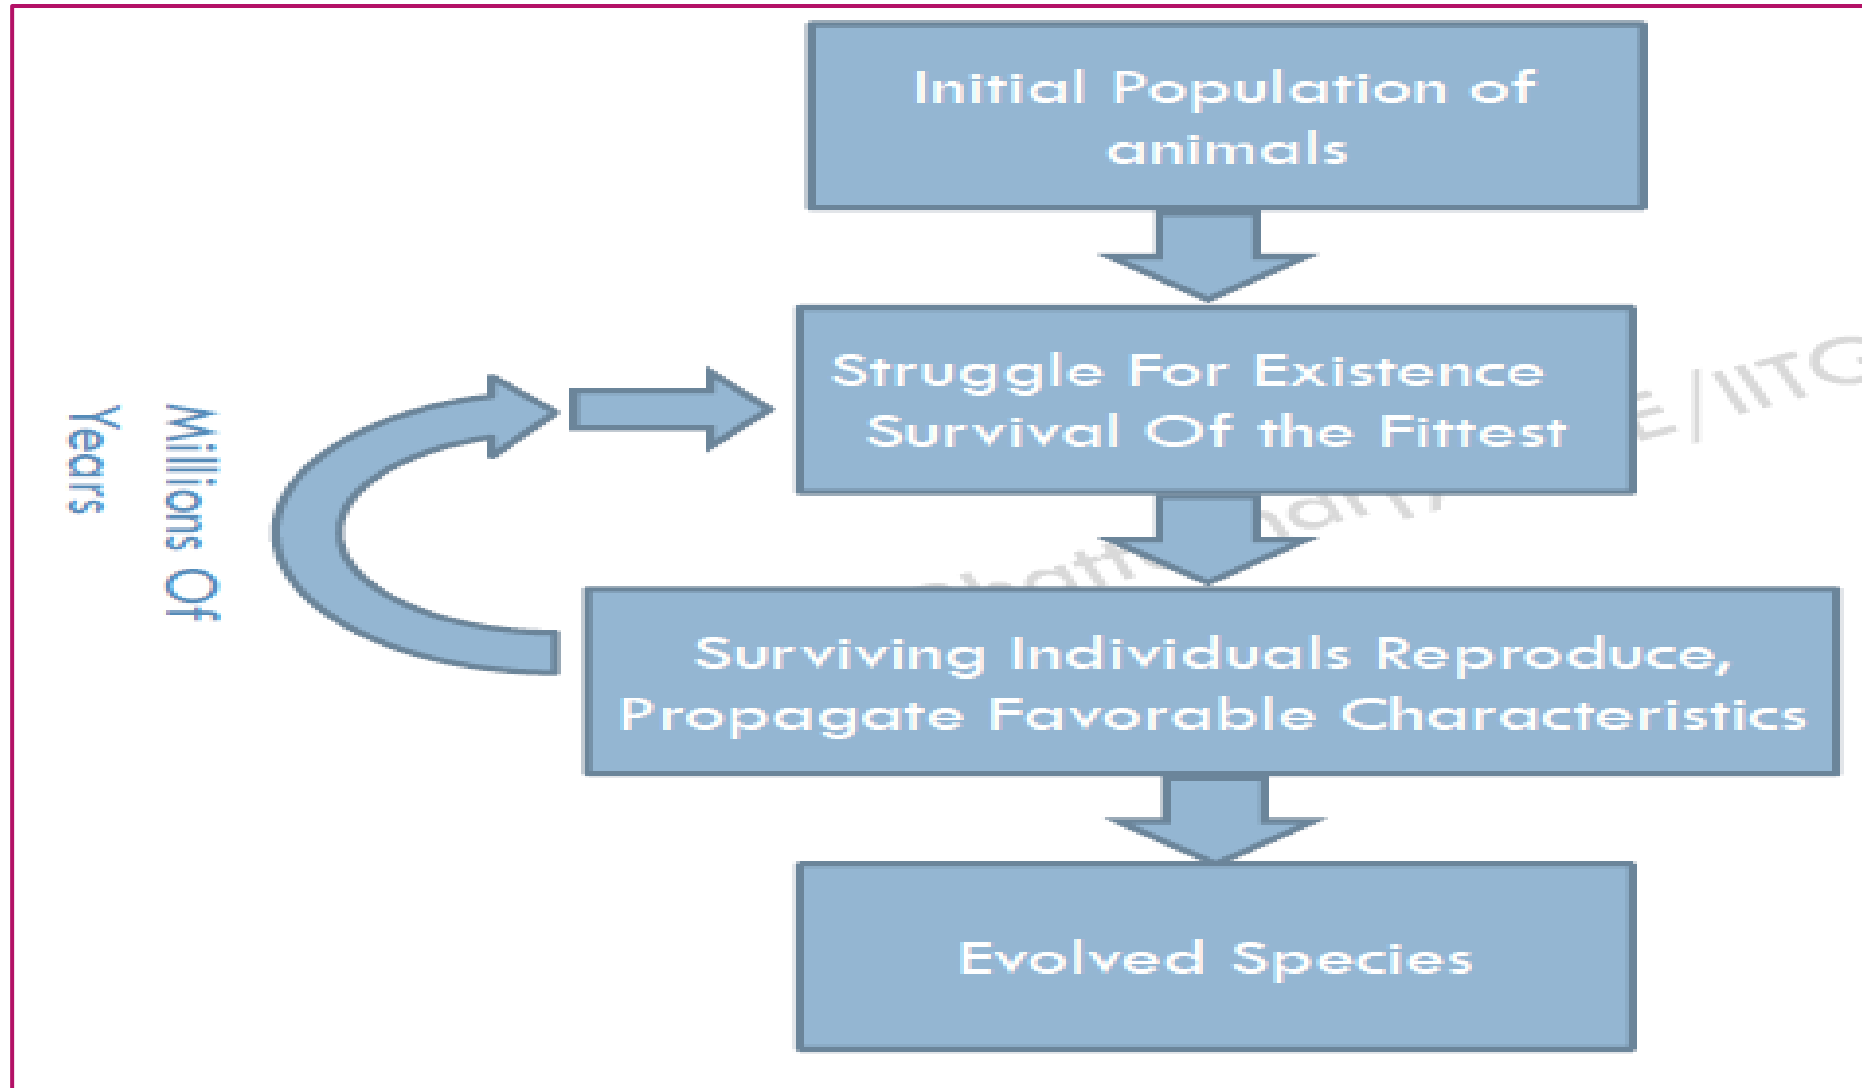 Initial Population of
animals
Struggle For Existence
Survival Of the Fittest
Surviving Individuals Reproduce,
Propagate Favorable Characteristics
Evolved Species
Millions Of
Years
/IITG